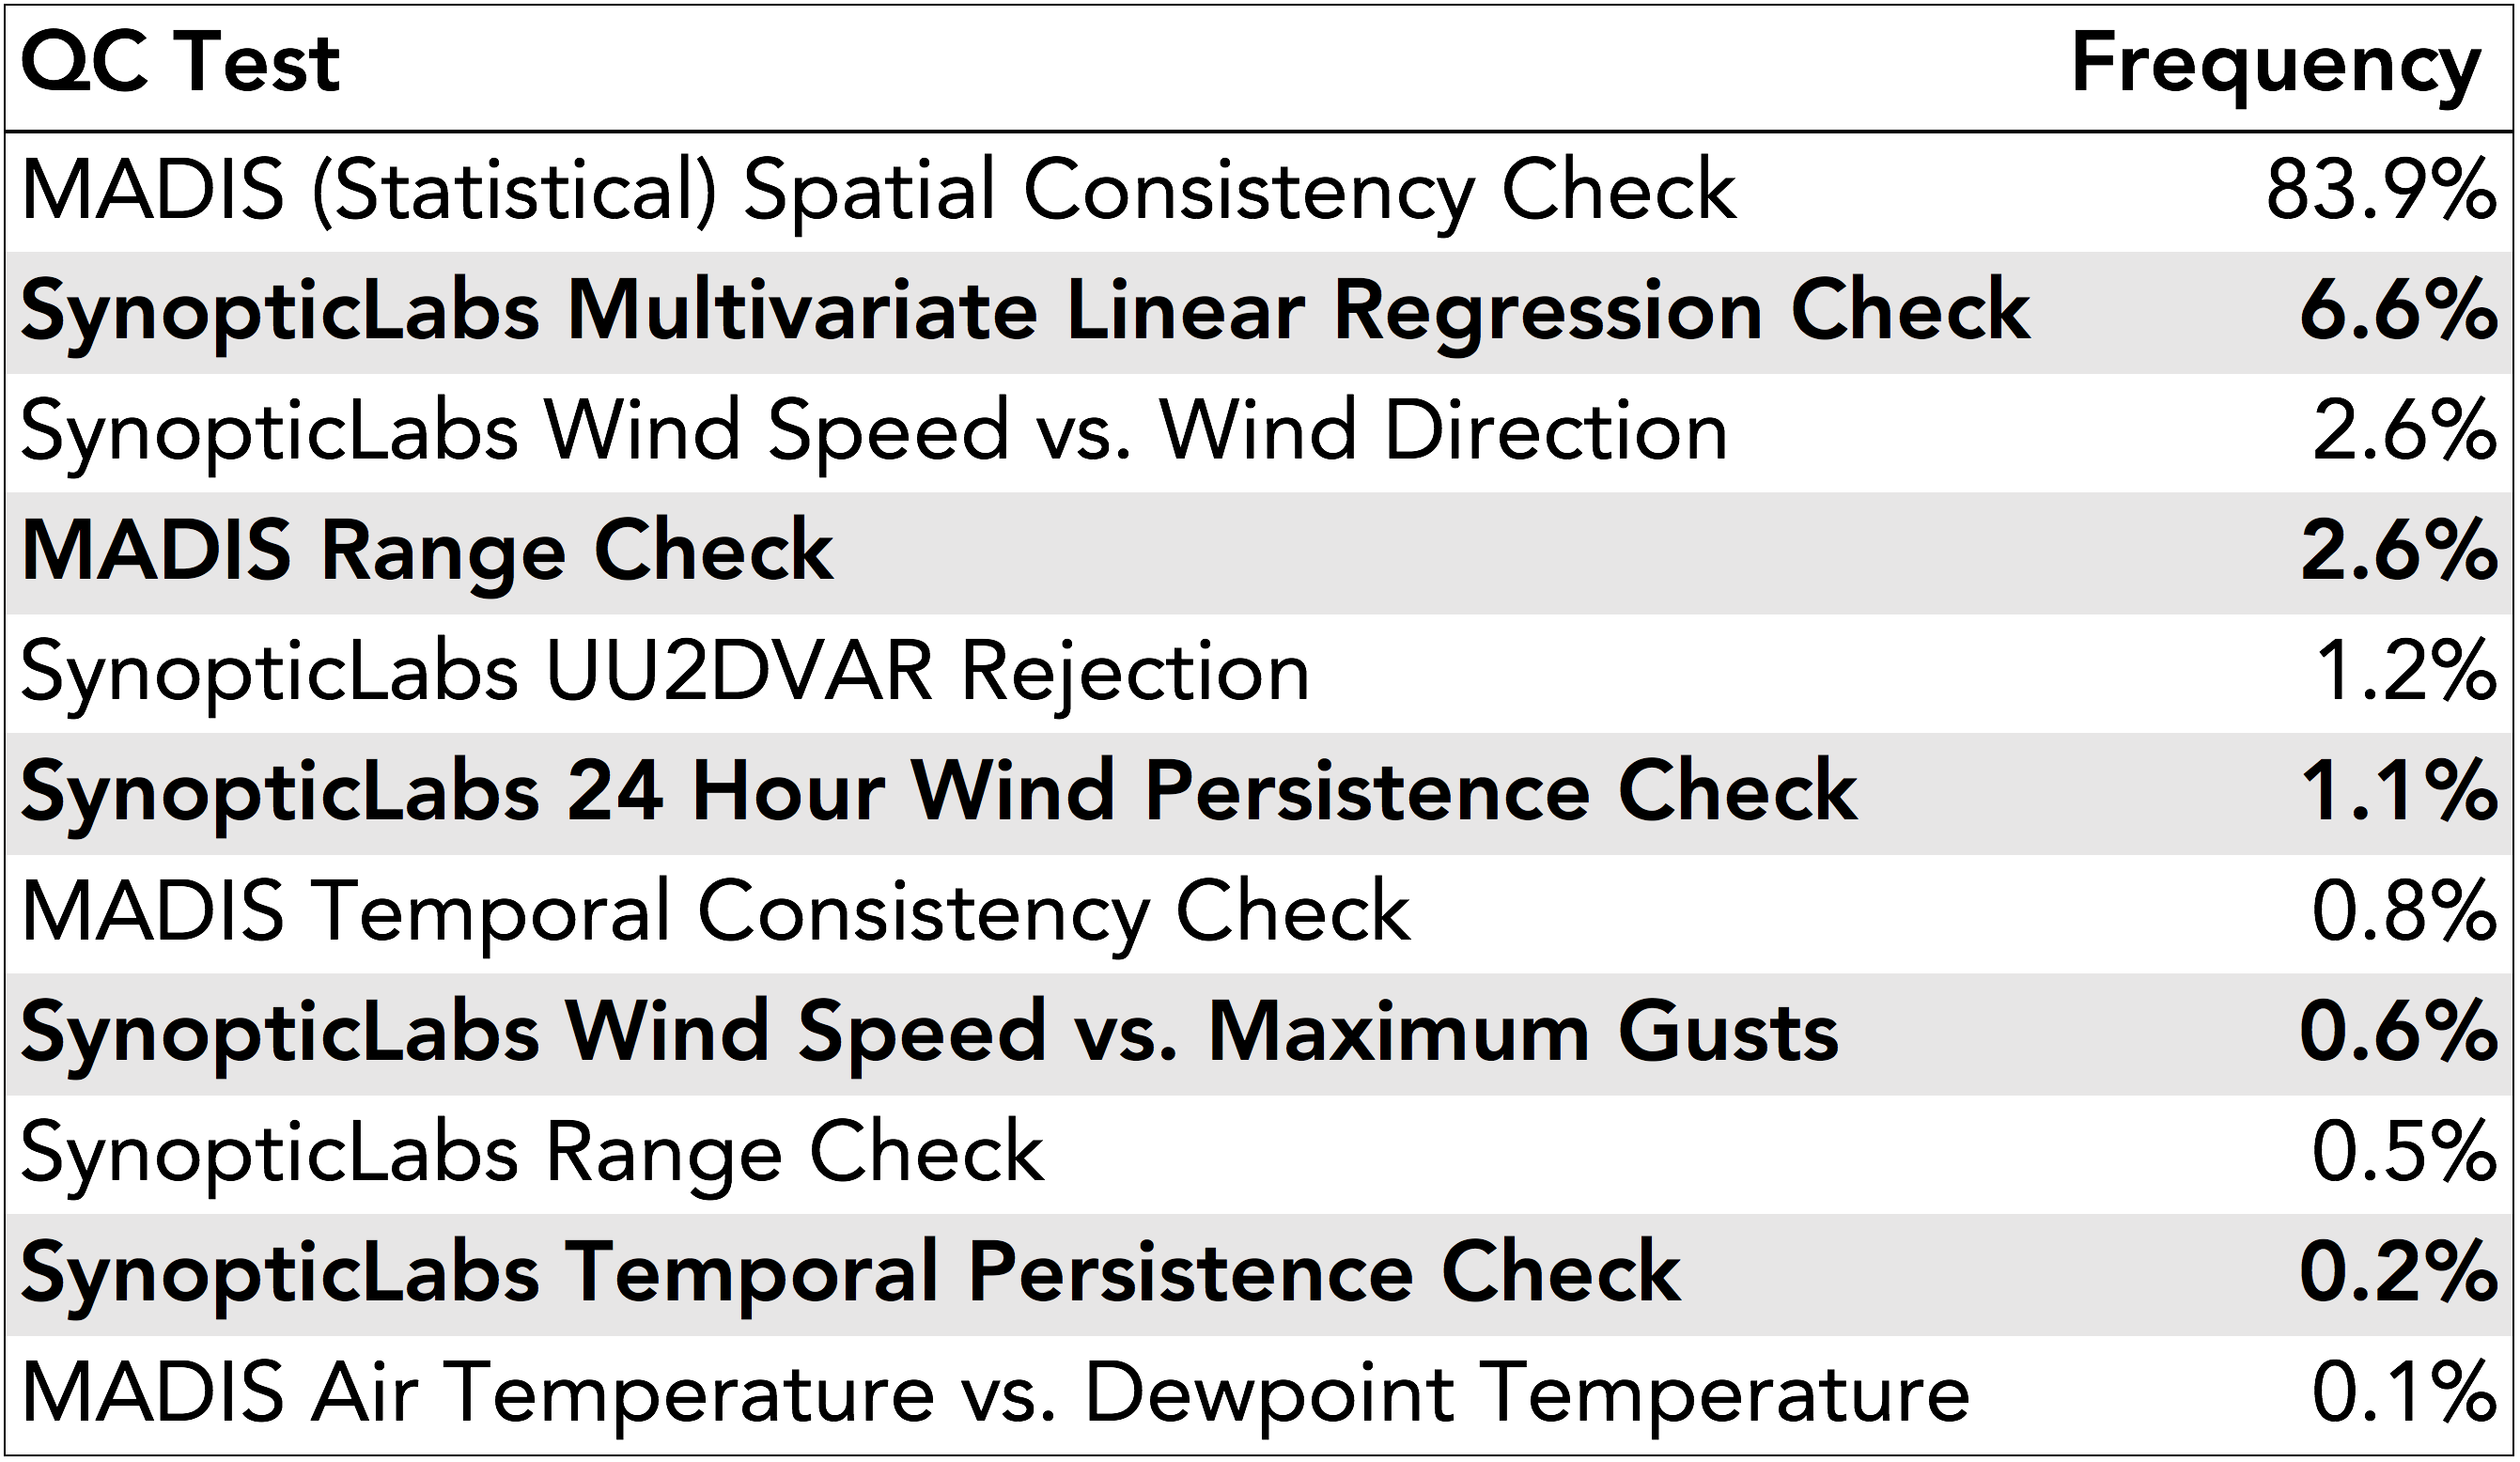 QC Test Frequency
MADIS (Statistical) Spatial Consistency Check 83.9%
SynopticLabs Multivariate Linear Regression Check 6.6%
SynopticLabs Wind Speed vs. Wind Direction 2.6%
MADIS Range Check 2.6%
SynopticLabs UU2DVAR Rejection 1.2%
SynopticLabs 24 Hour Wind Persistence Check 1.1%
MADIS Temporal Consistency Check 0.8%
SynopticLabs Wind Speed vs. Maximum Gusts 0.6%
SynopticLabs Range Check 0.5%
SynopticLabs Temporal Persistence Check 0.2%
MADIS Air Temperature vs. Dewpoint Temperature 0.1%